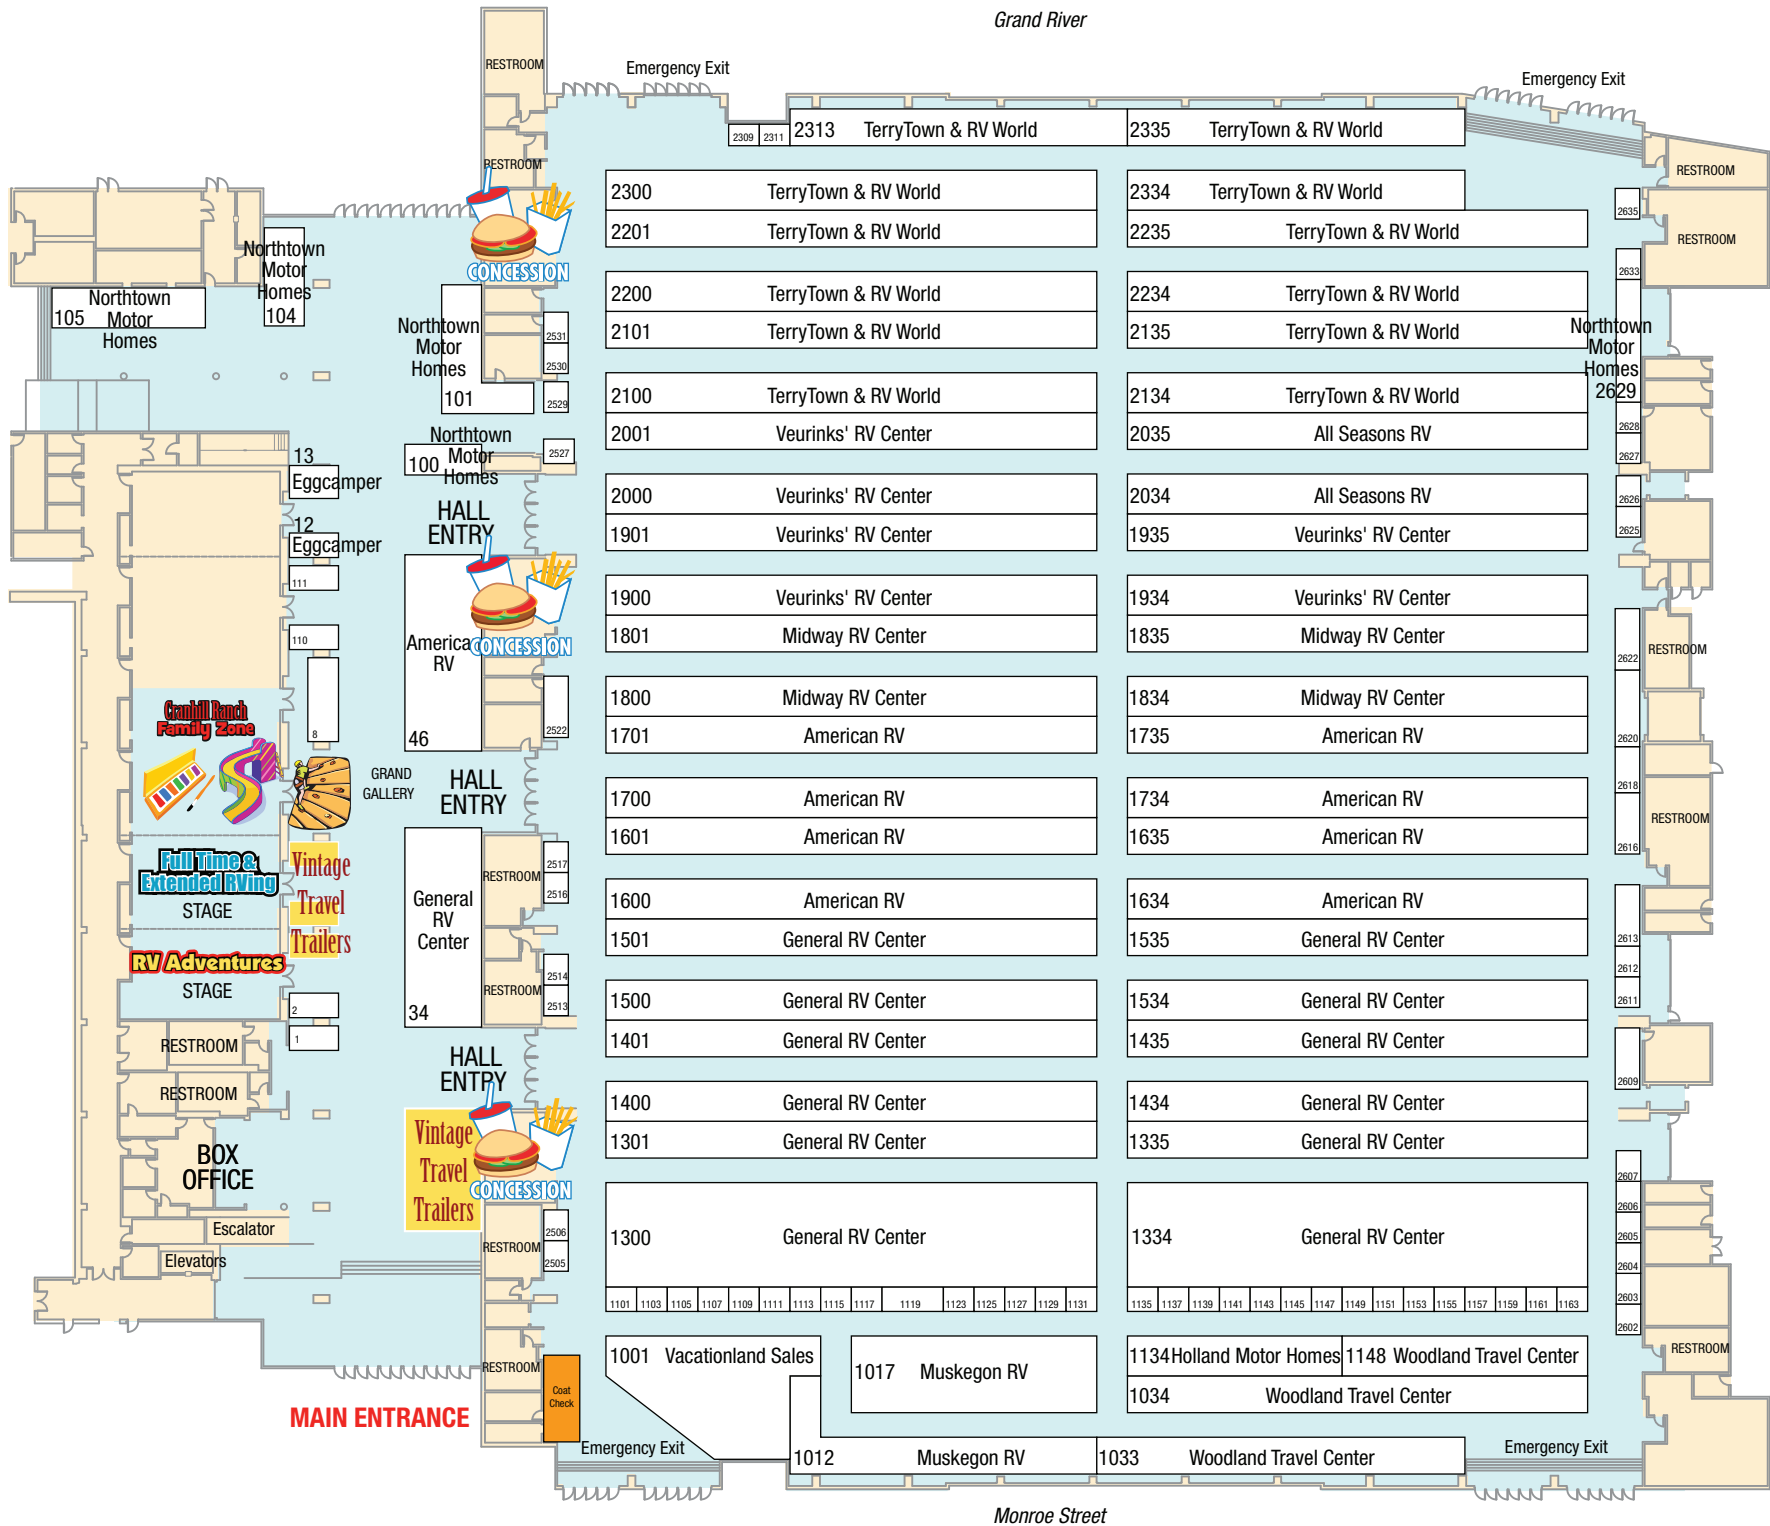 Grand River
RESTROOM
Emergency Exit
Emergency Exit
2309
2311
2313 TerryTown & RV World
2335 TerryTown & RV World
RESTROOM
RESTROOM
2300 TerryTown & RV World
2334 TerryTown & RV World
2635
2201 TerryTown & RV World
2235 TerryTown & RV World
RESTROOM
CONCESSION
Northtown
Motor
Homes
104
105
Northtown
Motor
Homes
2633
2200 TerryTown & RV World
2234 TerryTown & RV World
2101 TerryTown & RV World
2135 TerryTown & RV World
Northtown
Motor
Homes
101
2531
2530
2529
Northtown
Motor
Homes
2629
2100 TerryTown & RV World
2134 TerryTown & RV World
2001 Veurinks' RV Center
2035 All Seasons RV
2628
2627
Northtown
100 Motor
Homes
2527
13
Eggcamper
12
Eggcamper
111
110
8
HALL
ENTRY
2000 Veurinks' RV Center
2034 All Seasons RV
2626
2625
1901 Veurinks' RV Center
1935 Veurinks' RV Center
CONCESSION
RV
46
1900 Veurinks' RV Center
1934 Veurinks' RV Center
1801 Midway RV Center
1835 Midway RV Center
2622
RESTROOM
1800 Midway RV Center
1834 Midway RV Center
2522
1701 American RV
1735 American RV
2620
Cranhill Ranch
Family Zone
GRAND
GALLERY
HALL
ENTRY
1700 American RV
1734 American RV
2618
1601 American RV
1635 American RV
2616
RESTROOM
Full Time &
Extended RVing
STAGE
Vintage
Travel
Trailers
RV Adventures
STAGE
General
RV
Center
34
RESTROOM
2517
2516
1600 American RV
1634 American RV
1501 General RV Center
1535 General RV Center
2613
2612
2611
RESTROOM
2514
2513
1500 General RV Center
1534 General RV Center
2
1
1401 General RV Center
1435 General RV Center
RESTROOM
RESTROOM
HALL
ENTRY
2609
1400 General RV Center
1434 General RV Center
1301 General RV Center
1335 General RV Center
BOX
OFFICE
Vintage
Travel
Trailers
CONCESSION
2607
2606
2605
2604
2603
2602
Escalator
Elevators
RESTROOM
2506
2505
1300 General RV Center
1334 General RV Center
1101 1103 1105 1107 1109 1111 1113 1115 1117 1119 1123 1125 1127 1129 1131
1135 1137 1139 1141 1143 1145 1147 1149 1151 1153 1155 1157 1159 1161 1163
RESTROOM
1001 Vacationland Sales
1017 Muskegon RV
1134 Holland Motor Homes
1148 Woodland Travel Center
RESTROOM
1034 Woodland Travel Center
Coat
Check
MAIN ENTRANCE
Emergency Exit
1012 Muskegon RV
1033 Woodland Travel Center
Emergency Exit
Monroe Street